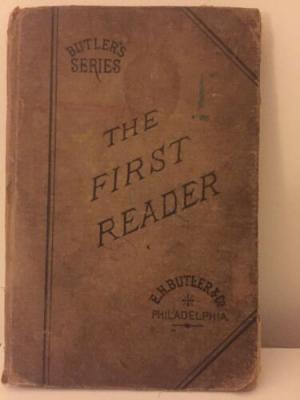 BUTLER'S
SERIES
THE
FIRST
READER
E.H. BUTLER & Co.
PHILADELPHIA